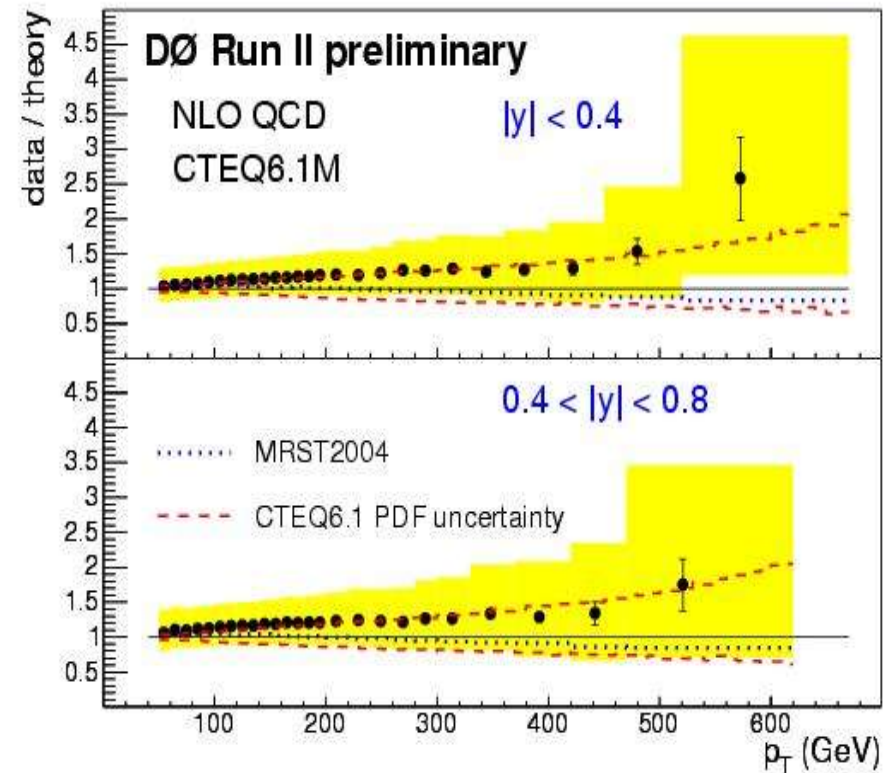 data / theory
4.5
4
3.5
3
2.5
2
1.5
1
0.5
DØ Run II preliminary
NLO QCD
|y| < 0.4
CTEQ6.1M
4.5
4
3.5
3
2.5
2
1.5
1
0.5
0.4 < |y| < 0.8
MRST2004
CTEQ6.1 PDF uncertainty
100 200 300 400 500 600
p_T (GeV)